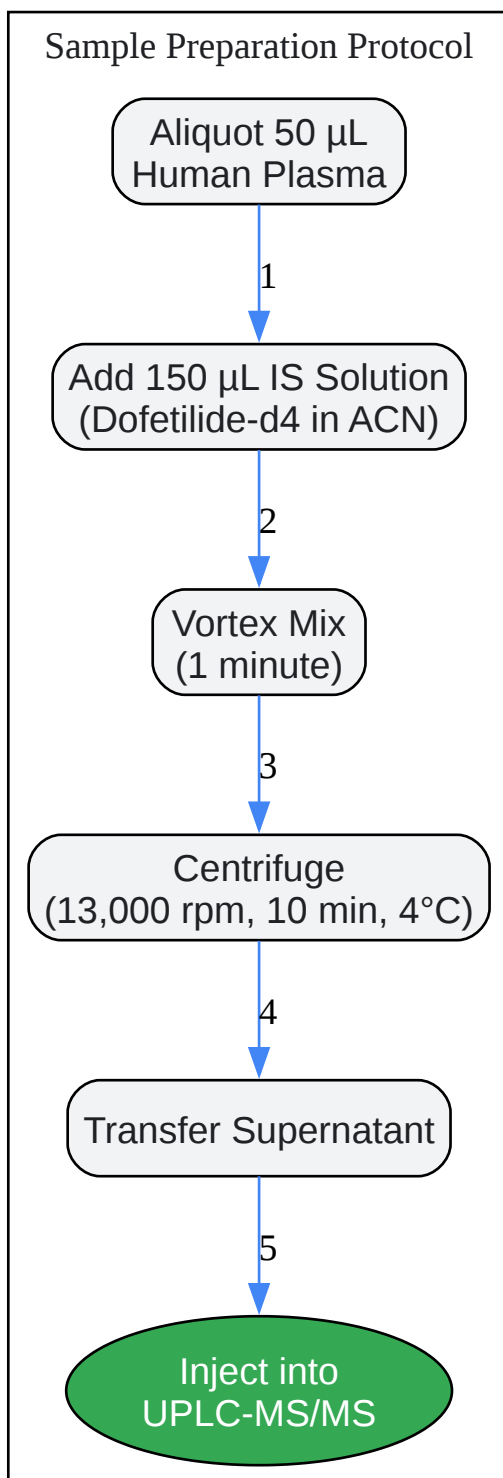 Sample Preparation Protocol
Aliquot 50 µL
Human Plasma
1
Add 150 µL IS Solution
(Dofetilide-d4 in ACN)
2
Vortex Mix
(1 minute)
3
Centrifuge
(13,000 rpm, 10 min, 4°C)
4
Transfer Supernatant
5
Inject into
UPLC-MS/MS